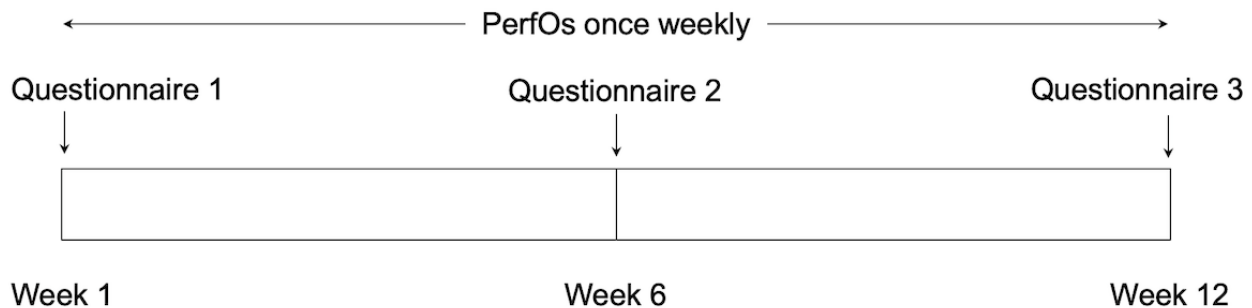 PerfOs once weekly
Questionnaire 1 Questionnaire 2 Questionnaire 3
Week 1 Week 6 Week 12